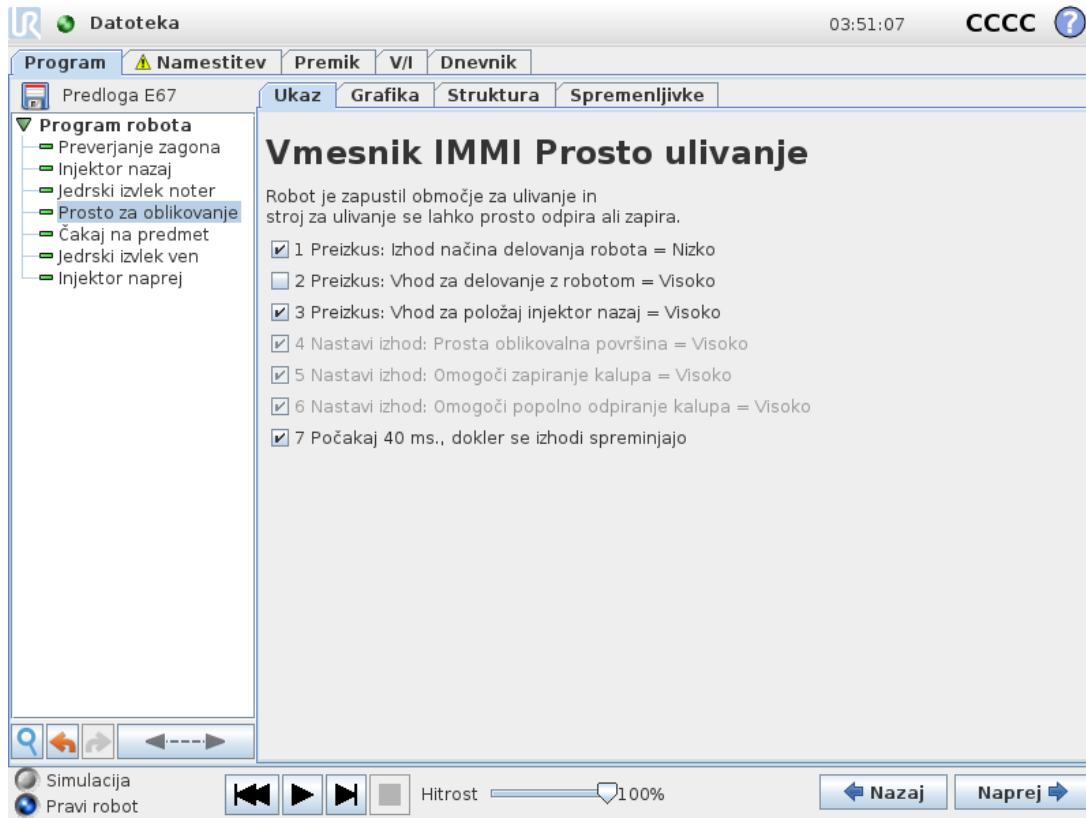 UR Datoteka 03:51:07 CCCC ?
Program Namestitev Premik V/I Dnevnik
Predloga E67 Ukaz Grafika Struktura Spremenljivke
Program robota
Preverjanje zagona
Injektor nazaj
Jedrski izvlek noter
Prosto za oblikovanje
Čakaj na predmet
Jedrski izvlek ven
Injektor naprej
Vmesnik IMMI Prosto ulivanje
Robot je zapustil območje za ulivanje in
stroj za ulivanje se lahko prosto odpira ali zapira.
1 Preizkus: Izhod načina delovanja robota = Nizko
2 Preizkus: Vhod za delovanje z robotom = Visoko
3 Preizkus: Vhod za položaj injektor nazaj = Visoko
4 Nastavi izhod: Prosta oblikovalna površina = Visoko
5 Nastavi izhod: Omogoči zapiranje kalupa = Visoko
6 Nastavi izhod: Omogoči popolno odpiranje kalupa = Visoko
7 Počakaj 40 ms., dokler se izhodi spreminjajo
Simulacija
Pravi robot
Hitrost 100%
Nazaj Naprej